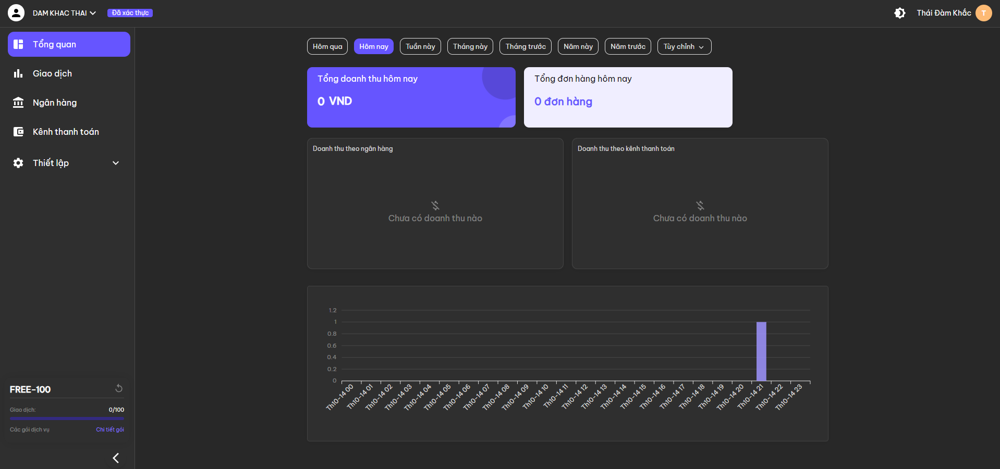 DAM KHAC THAI
Đã xác thực
Thái Đàm Khắc
T
Tổng quan
Giao dịch
Ngân hàng
Kênh thanh toán
Thiết lập
FREE-100
Giao dịch:
0/100
Các gói dịch vụ
Chi tiết gói
Hôm qua
Hôm nay
Tuần này
Tháng này
Tháng trước
Năm này
Năm trước
Tùy chỉnh
Tổng doanh thu hôm nay
0 VND
Tổng đơn hàng hôm nay
0 đơn hàng
Doanh thu theo ngân hàng
Chưa có doanh thu nào
Doanh thu theo kênh thanh toán
Chưa có doanh thu nào
1.2
1
0.8
0.6
0.4
0.2
0
Th10-14 00
Th10-14 01
Th10-14 02
Th10-14 03
Th10-14 04
Th10-14 05
Th10-14 06
Th10-14 07
Th10-14 08
Th10-14 09
Th10-14 10
Th10-14 11
Th10-14 12
Th10-14 13
Th10-14 14
Th10-14 15
Th10-14 16
Th10-14 17
Th10-14 18
Th10-14 19
Th10-14 20
Th10-14 21
Th10-14 22
Th10-14 23